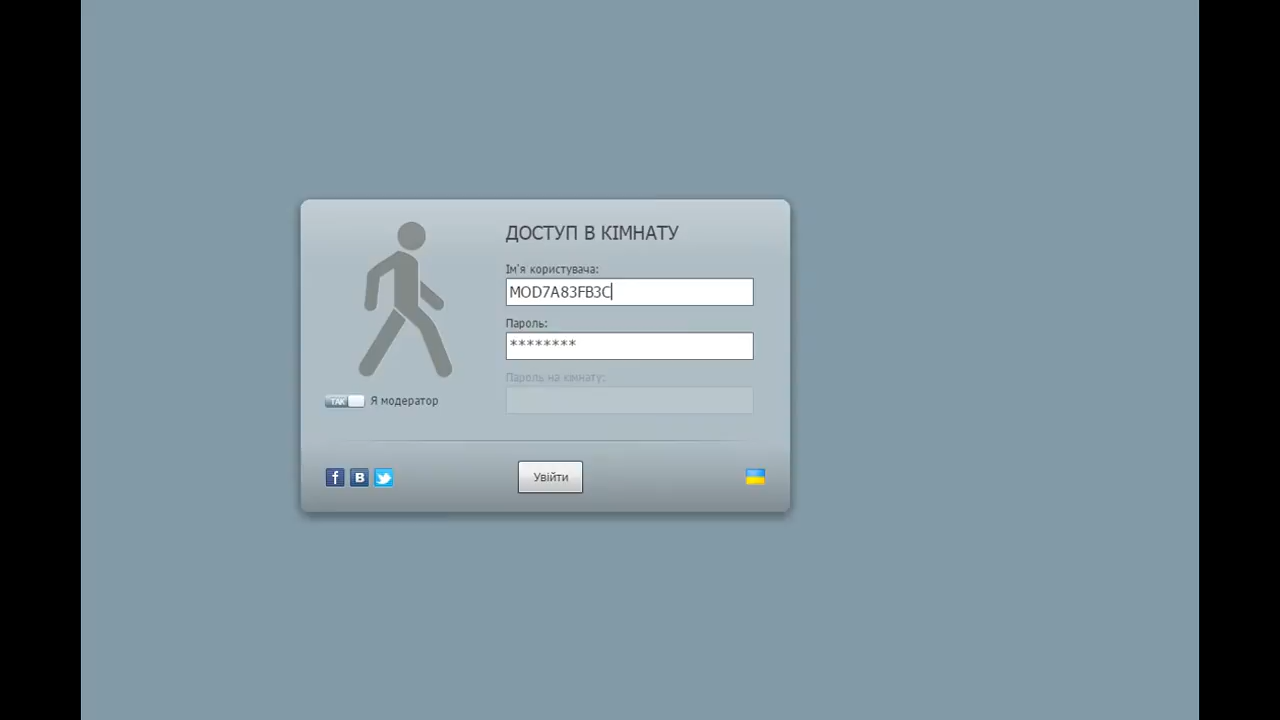 ДОСТУП В КІМНАТУ
Ім'я користувача:
MOD7A83FB3C
Пароль:
********
Пароль на кімнату:
ТАК Я модератор
f B
Увійти